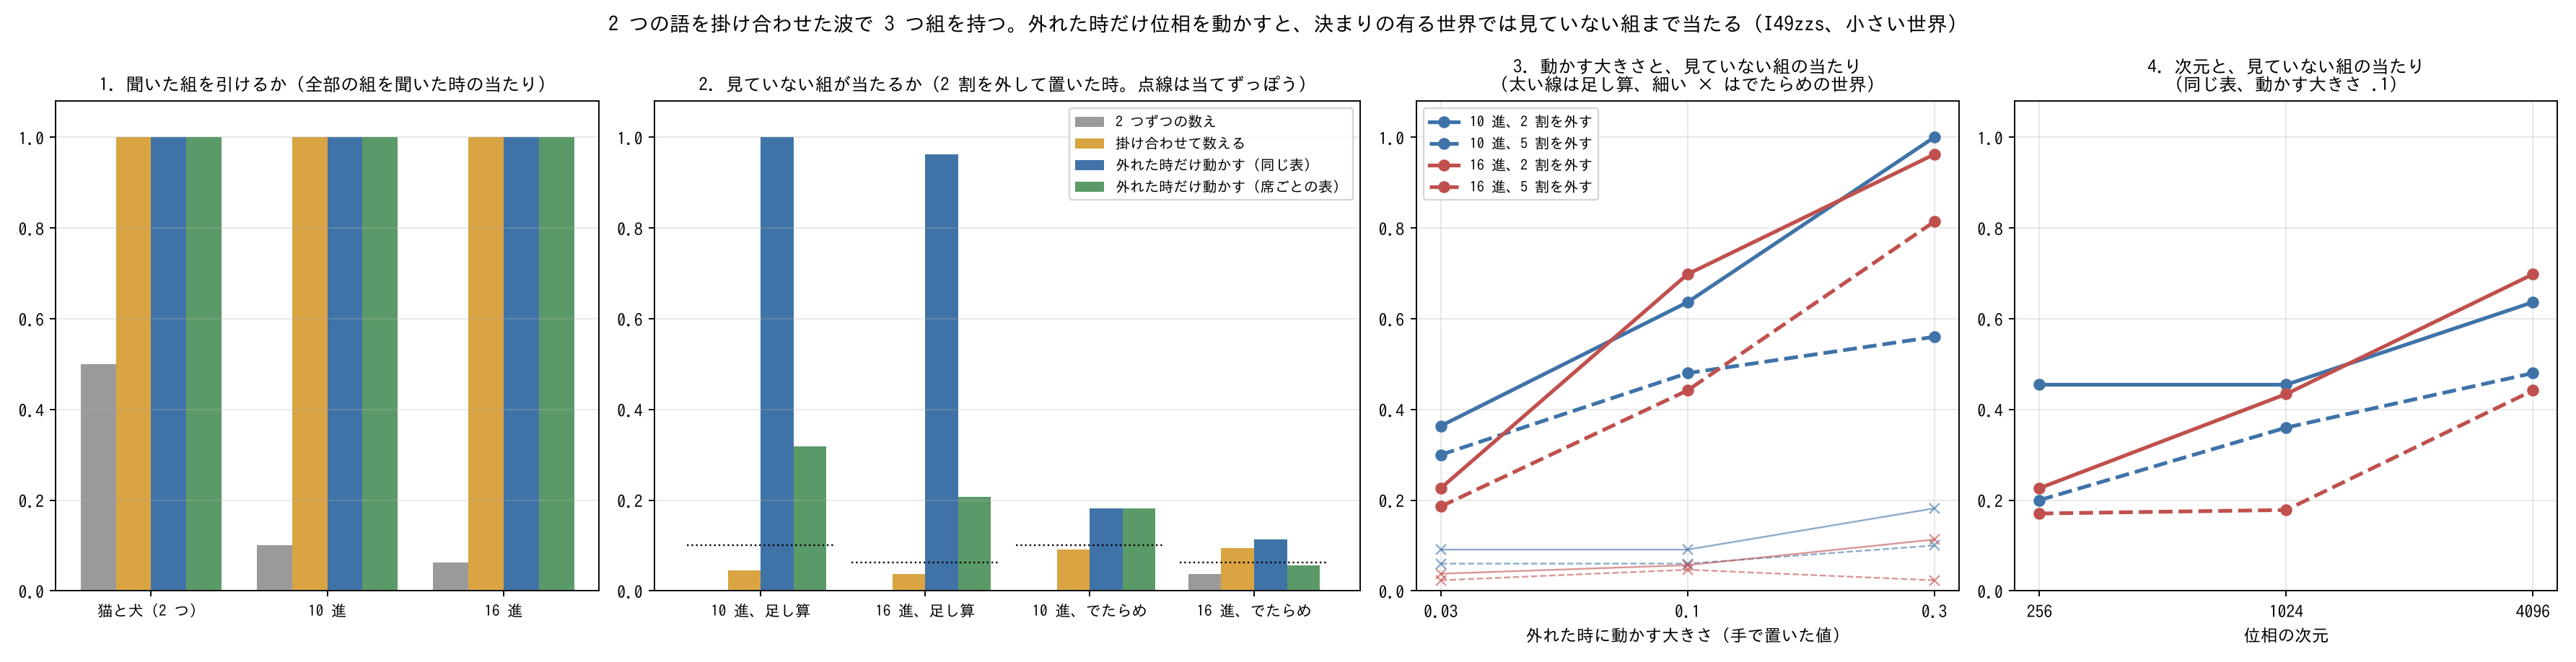 2 つの語を掛け合わせた波で 3 つ組を持つ。外れた時だけ位相を動かすと、決まりの有る世界では見ていない組まで当たる（I49zzs、小さい世界）
1. 聞いた組を引けるか（全部の組を聞いた時の当たり）
1.0
0.8
0.6
0.4
0.2
0.0
猫と犬（2 つ）
10 進
16 進
2. 見ていない組が当たるか（2 割を外して置いた時。点線は当てずっぽう）
2 つずつの数え
掛け合わせて数える
外れた時だけ動かす（同じ表）
外れた時だけ動かす（席ごとの表）
1.0
0.8
0.6
0.4
0.2
0.0
10 進、足し算
16 進、足し算
10 進、でたらめ
16 進、でたらめ
3. 動かす大きさと、見ていない組の当たり
（太い線は足し算、細い × はでたらめの世界）
10 進、2 割を外す
10 進、5 割を外す
16 進、2 割を外す
16 進、5 割を外す
1.0
0.8
0.6
0.4
0.2
0.0
0.03
0.1
0.3
外れた時に動かす大きさ（手で置いた値）
4. 次元と、見ていない組の当たり
（同じ表、動かす大きさ .1）
1.0
0.8
0.6
0.4
0.2
0.0
256
1024
4096
位相の次元